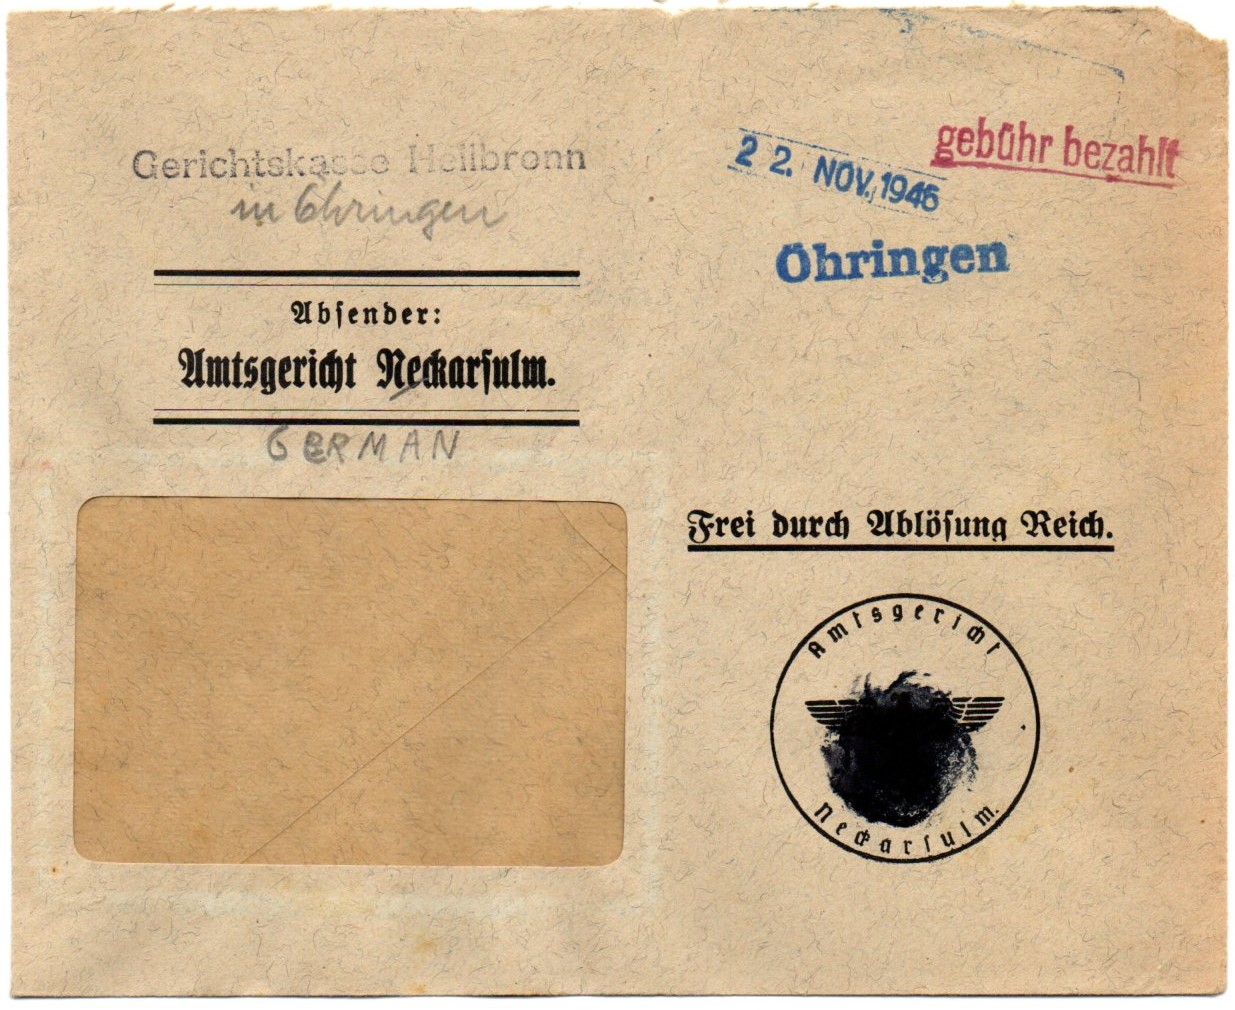 Gerichtskasse Heilbronn
in Öhringen
Absender:
Amtsgericht Neckarsulm.
GERMAN
gebühr bezahlt
22. NOV. 1946
Öhringen
Frei durch Ablösung Reich.
Amtsgericht
Neckarsulm.